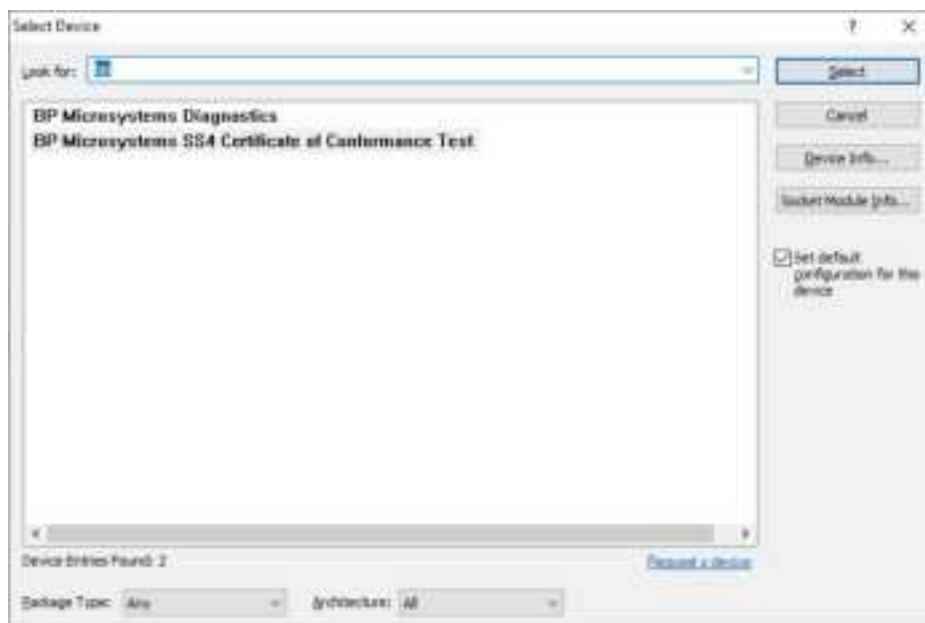 Select Device
? ×
Look for:
Select
BP Microsystems Diagnostics
BP Microsystems SS4 Certificate of Conformance Test
Cancel
Device Info...
Socket Module Info...
Set default
configuration for this
device
Device Entries Found: 2
Request a device
Package Type: Any
Architecture: All